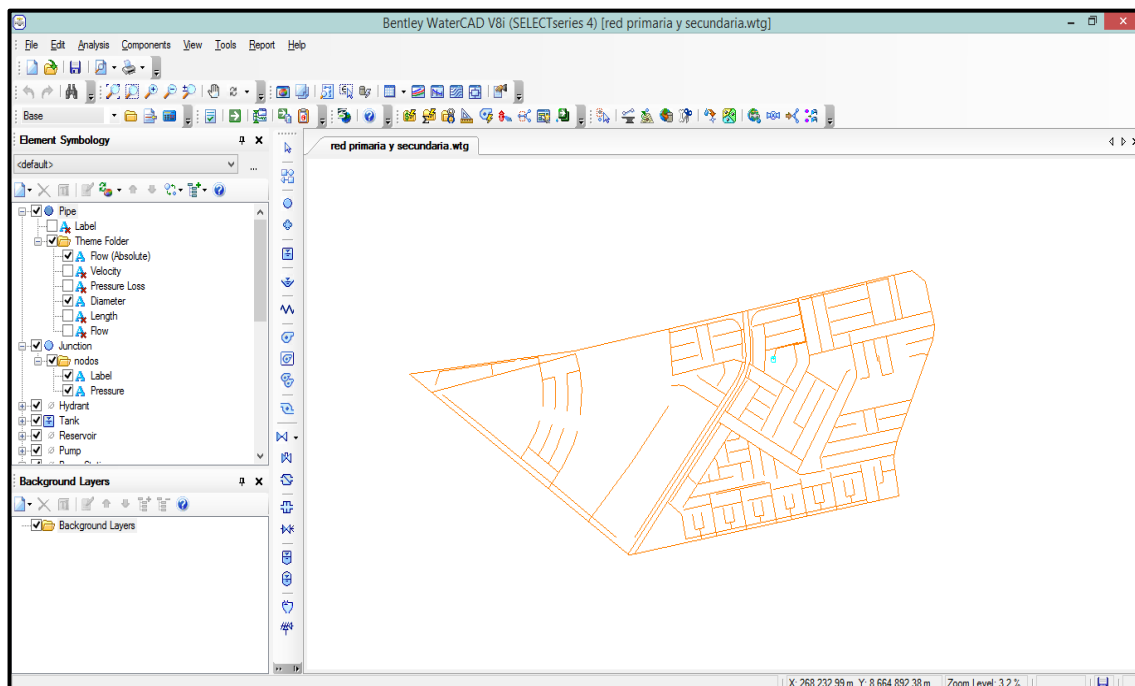 Bentley WaterCAD V8i (SELECTseries 4) [red primaria y secundaria.wtg]
File Edit Analysis Components View Tools Report Help
Base
Element Symbology
<default>
...
Pipe
Label
Theme Folder
Flow (Absolute)
Velocity
Pressure Loss
Diameter
Length
Flow
Junction
nodos
Label
Pressure
Hydrant
Tank
Reservoir
Pump
Background Layers
Background Layers
red primaria y secundaria.wtg
X: 268,232.99 m, Y: 8,664,892.38 m
Zoom Level: 3.2 %